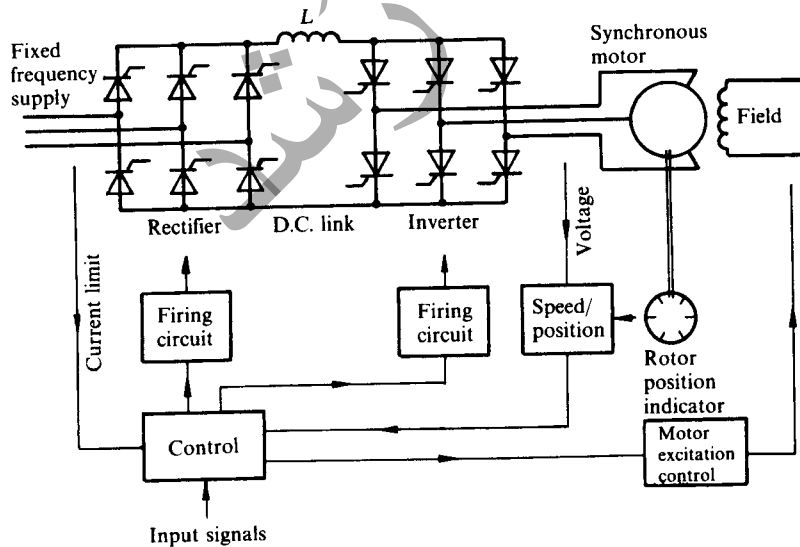 L
Synchronous
motor
Fixed
frequency
supply
Field
Rectifier
D.C. link
Inverter
Voltage
Current limit
Firing
circuit
Firing
circuit
Speed/
position
Rotor
position
indicator
Control
Motor
excitation
control
Input signals